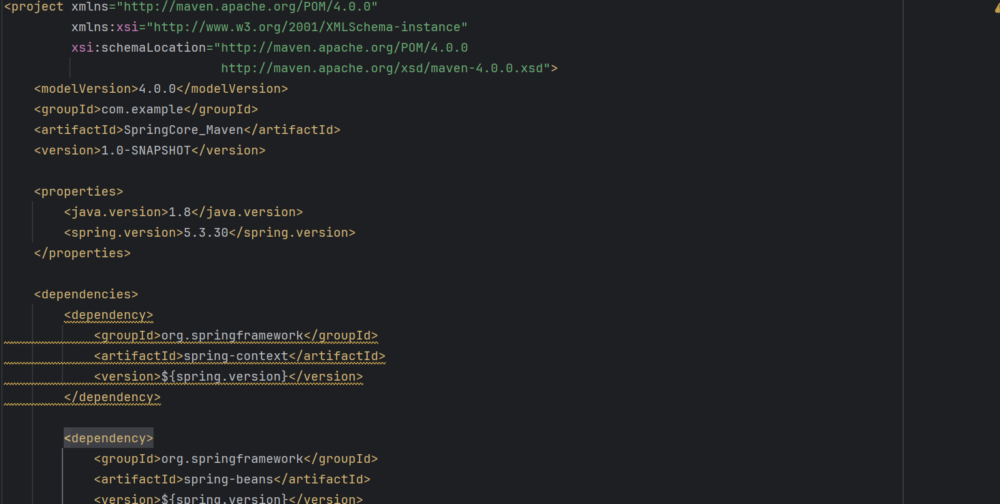 <project xmlns="http://maven.apache.org/POM/4.0.0"
xmlns:xsi="http://www.w3.org/2001/XMLSchema-instance"
xsi:schemaLocation="http://maven.apache.org/POM/4.0.0
http://maven.apache.org/xsd/maven-4.0.0.xsd">
<modelVersion>4.0.0</modelVersion>
<groupId>com.example</groupId>
<artifactId>SpringCore_Maven</artifactId>
<version>1.0-SNAPSHOT</version>
<properties>
<java.version>1.8</java.version>
<spring.version>5.3.30</spring.version>
</properties>
<dependencies>
<dependency>
<groupId>org.springframework</groupId>
<artifactId>spring-context</artifactId>
<version>${spring.version}</version>
</dependency>
<dependency>
<groupId>org.springframework</groupId>
<artifactId>spring-beans</artifactId>
<version>${spring.version}</version>